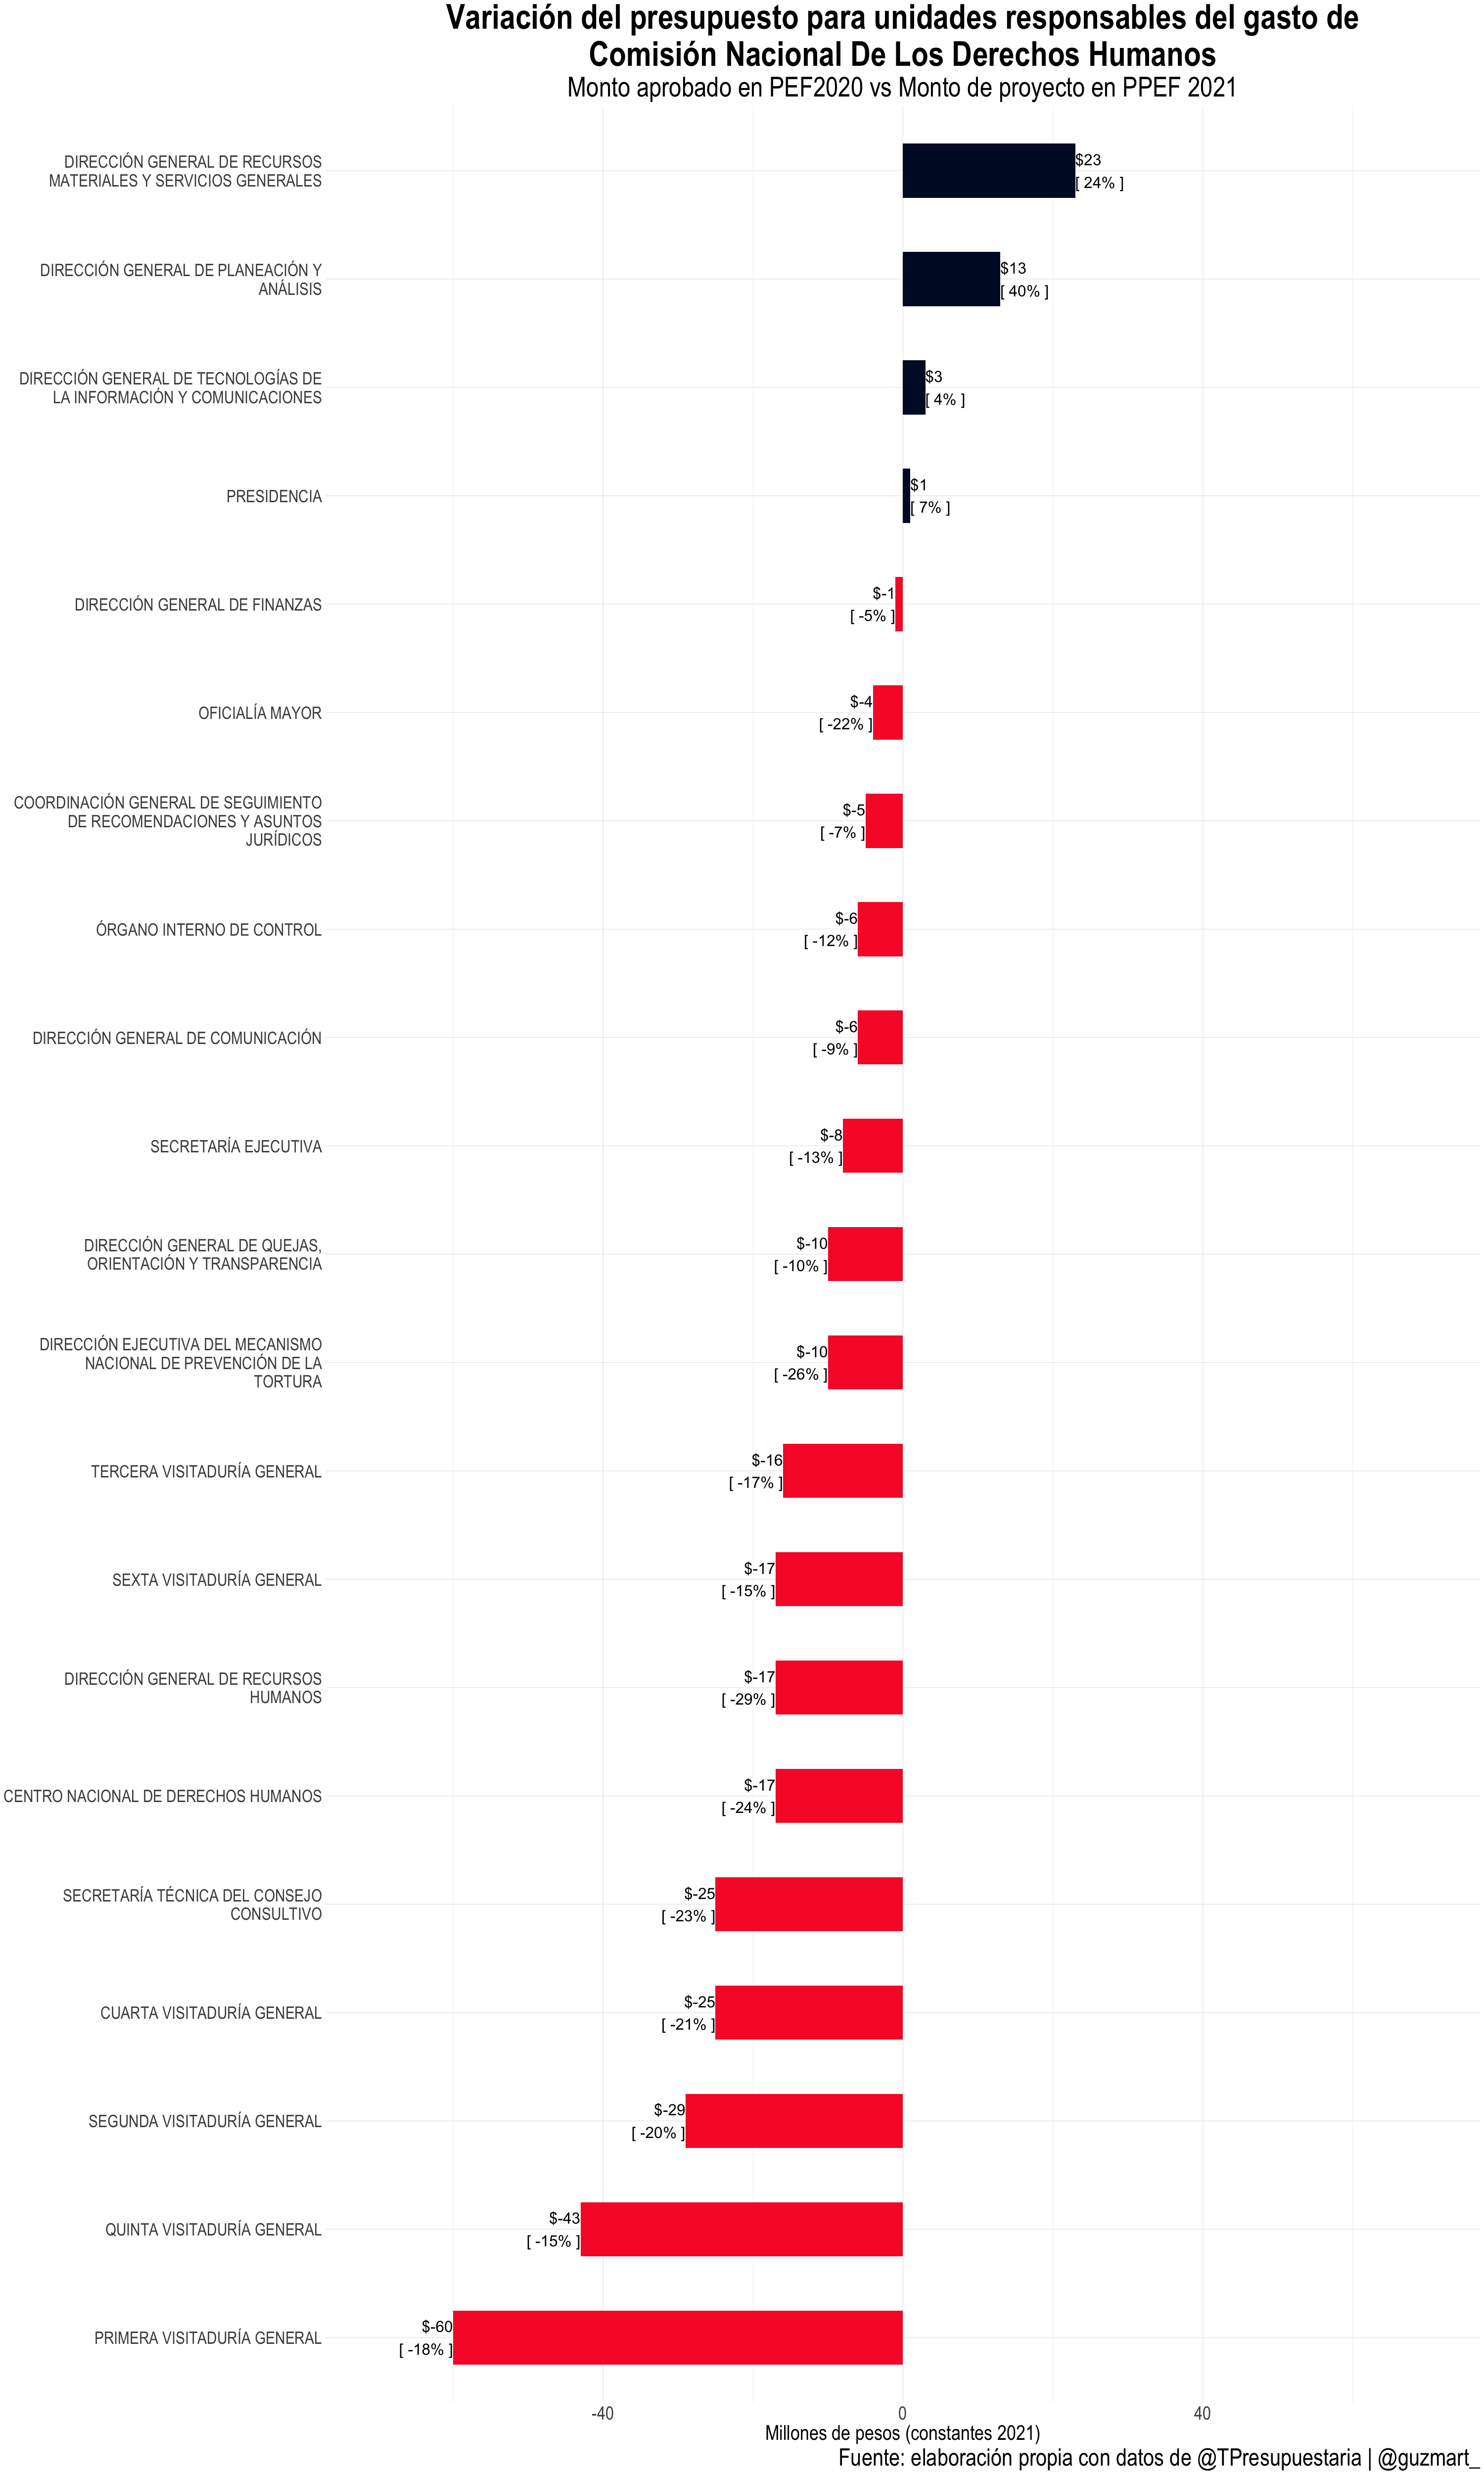 Variación del presupuesto para unidades responsables del gasto de
Comisión Nacional De Los Derechos Humanos
Monto aprobado en PEF2020 vs Monto de proyecto en PPEF 2021
DIRECCIÓN GENERAL DE RECURSOS
MATERIALES Y SERVICIOS GENERALES
$23
[ 24% ]
DIRECCIÓN GENERAL DE PLANEACIÓN Y
ANÁLISIS
$13
[ 40% ]
DIRECCIÓN GENERAL DE TECNOLOGÍAS DE
LA INFORMACIÓN Y COMUNICACIONES
$3
[ 4% ]
PRESIDENCIA
$1
[ 7% ]
DIRECCIÓN GENERAL DE FINANZAS
$-1
[ -5% ]
OFICIALÍA MAYOR
$-4
[ -22% ]
COORDINACIÓN GENERAL DE SEGUIMIENTO
DE RECOMENDACIONES Y ASUNTOS
JURÍDICOS
$-5
[ -7% ]
ÓRGANO INTERNO DE CONTROL
$-6
[ -12% ]
DIRECCIÓN GENERAL DE COMUNICACIÓN
$-6
[ -9% ]
SECRETARÍA EJECUTIVA
$-8
[ -13% ]
DIRECCIÓN GENERAL DE QUEJAS,
ORIENTACIÓN Y TRANSPARENCIA
$-10
[ -10% ]
DIRECCIÓN EJECUTIVA DEL MECANISMO
NACIONAL DE PREVENCIÓN DE LA
TORTURA
$-10
[ -26% ]
TERCERA VISITADURÍA GENERAL
$-16
[ -17% ]
SEXTA VISITADURÍA GENERAL
$-17
[ -15% ]
DIRECCIÓN GENERAL DE RECURSOS
HUMANOS
$-17
[ -29% ]
CENTRO NACIONAL DE DERECHOS HUMANOS
$-17
[ -24% ]
SECRETARÍA TÉCNICA DEL CONSEJO
CONSULTIVO
$-25
[ -23% ]
CUARTA VISITADURÍA GENERAL
$-25
[ -21% ]
SEGUNDA VISITADURÍA GENERAL
$-29
[ -20% ]
QUINTA VISITADURÍA GENERAL
$-43
[ -15% ]
PRIMERA VISITADURÍA GENERAL
$-60
[ -18% ]
-40 0 40
Millones de pesos (constantes 2021)
Fuente: elaboración propia con datos de @TPresupuestaria | @guzmart_